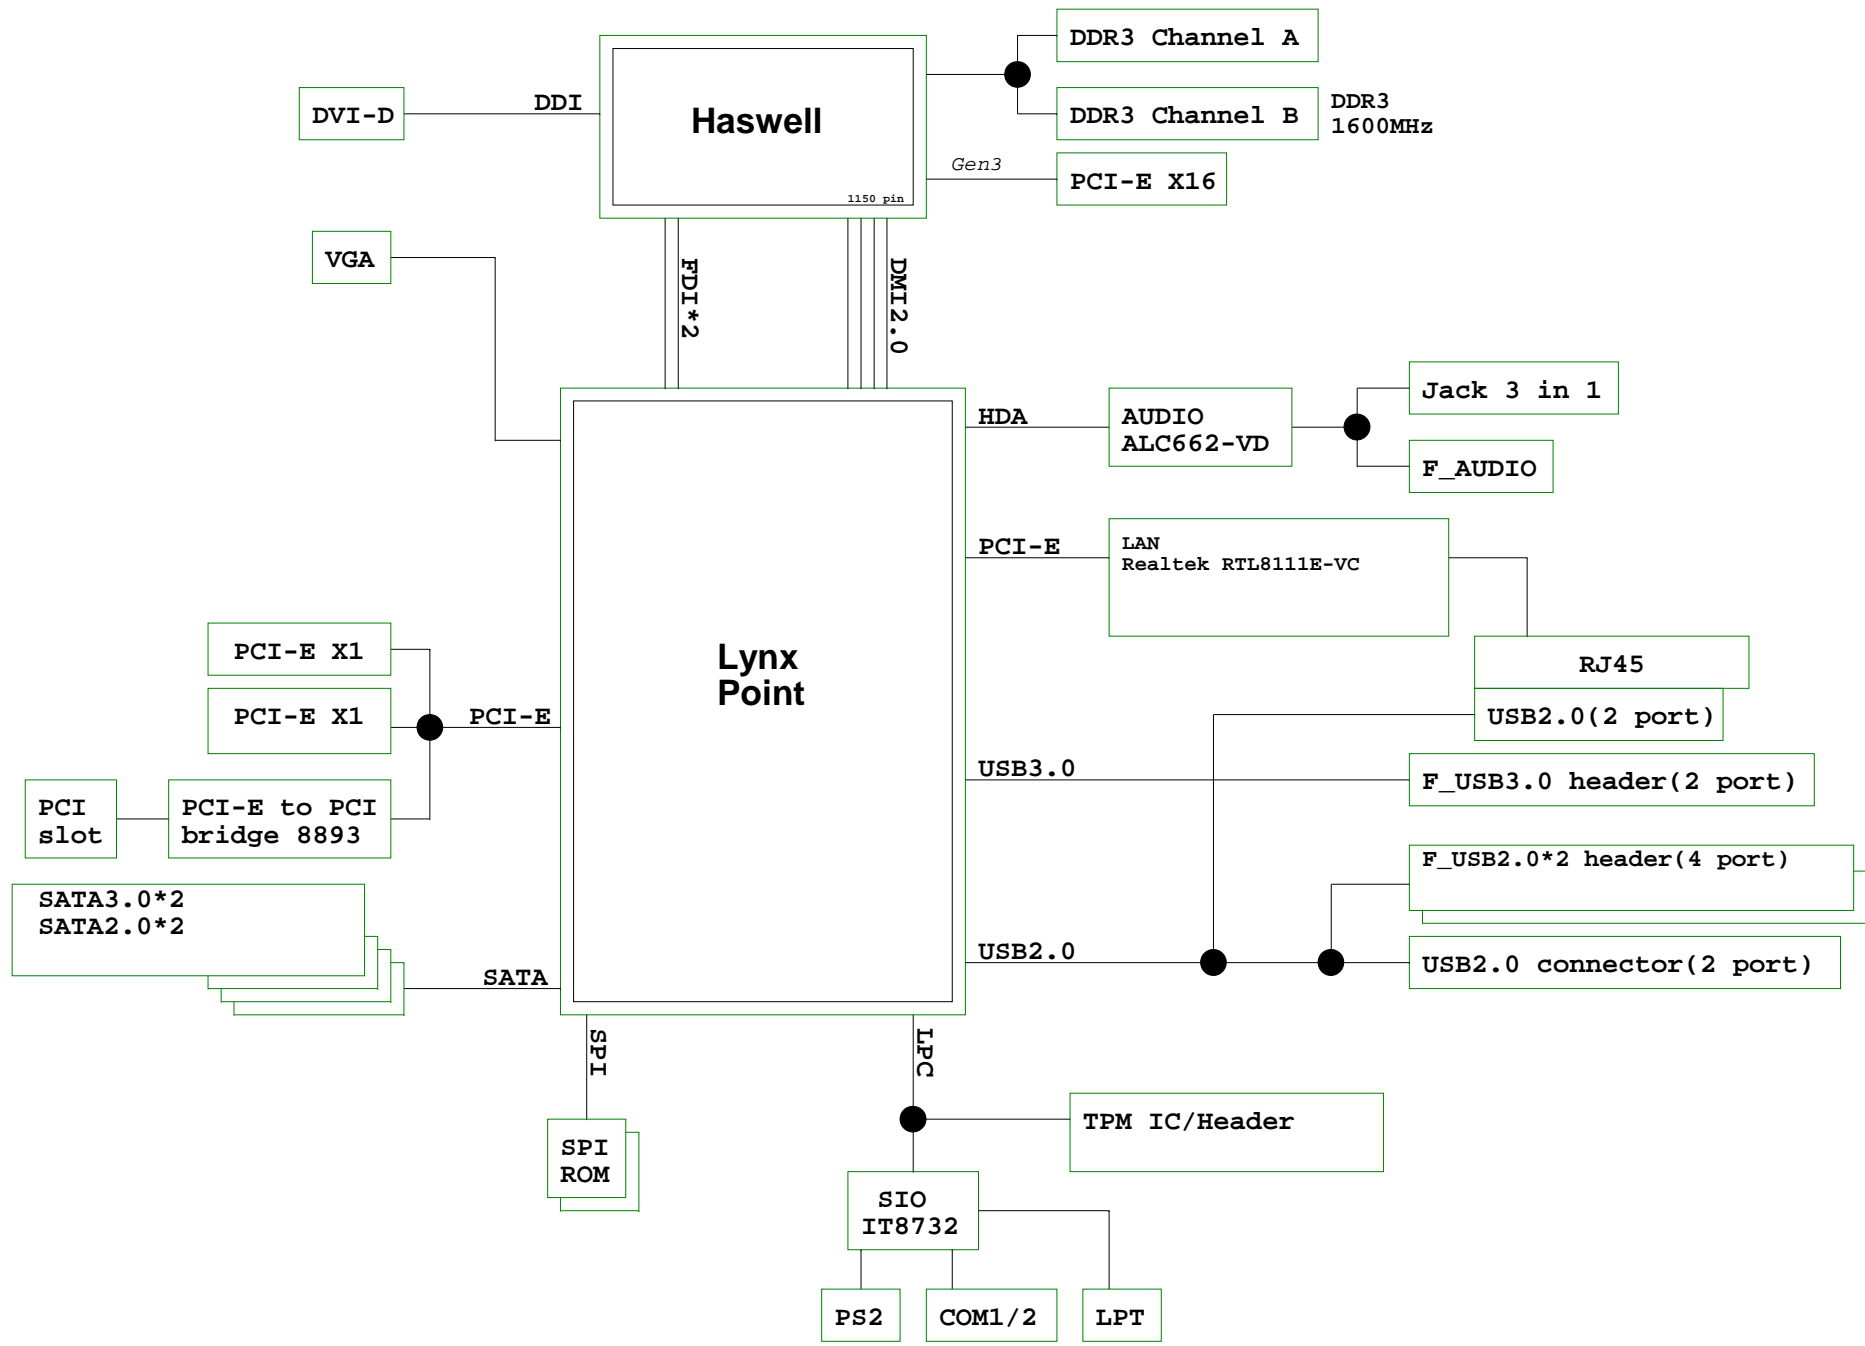 DDR3 Channel A
DVI-D
DDI
Haswell
DDR3 Channel B
DDR3
1600MHz
Gen3
PCI-E X16
1150 pin
VGA
FDI*2
DMI2.0
HDA
AUDIO
ALC662-VD
Jack 3 in 1
F_AUDIO
PCI-E
LAN
Realtek RTL8111E-VC
Lynx
Point
RJ45
USB2.0(2 port)
PCI-E X1
PCI-E X1
PCI-E
USB3.0
F_USB3.0 header(2 port)
PCI
slot
PCI-E to PCI
bridge 8893
F_USB2.0*2 header(4 port)
SATA3.0*2
SATA2.0*2
SATA
USB2.0
USB2.0 connector(2 port)
SPI
LPC
SPI
ROM
TPM IC/Header
SIO
IT8732
PS2
COM1/2
LPT